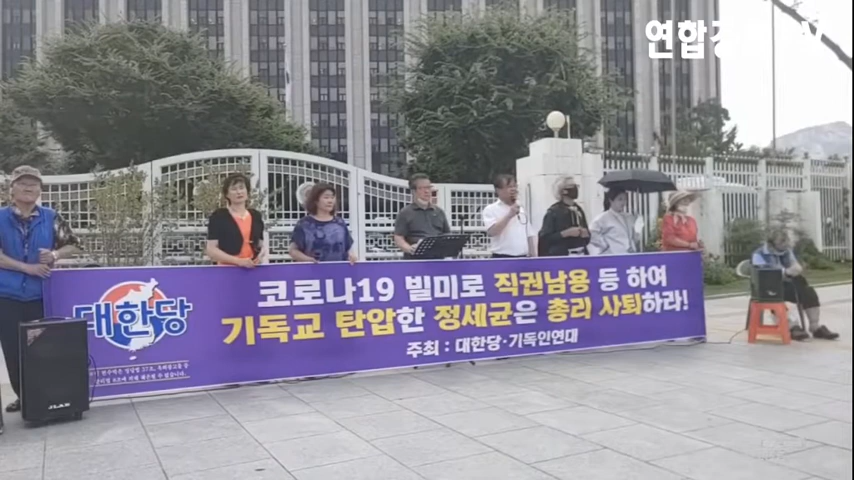 연합경
대한당
코로나19 빌미로 직권남용 등 하여
기독교 탄압한 정세균은 총리 사퇴하라!
주최 : 대한당·기독인연대
JLAB